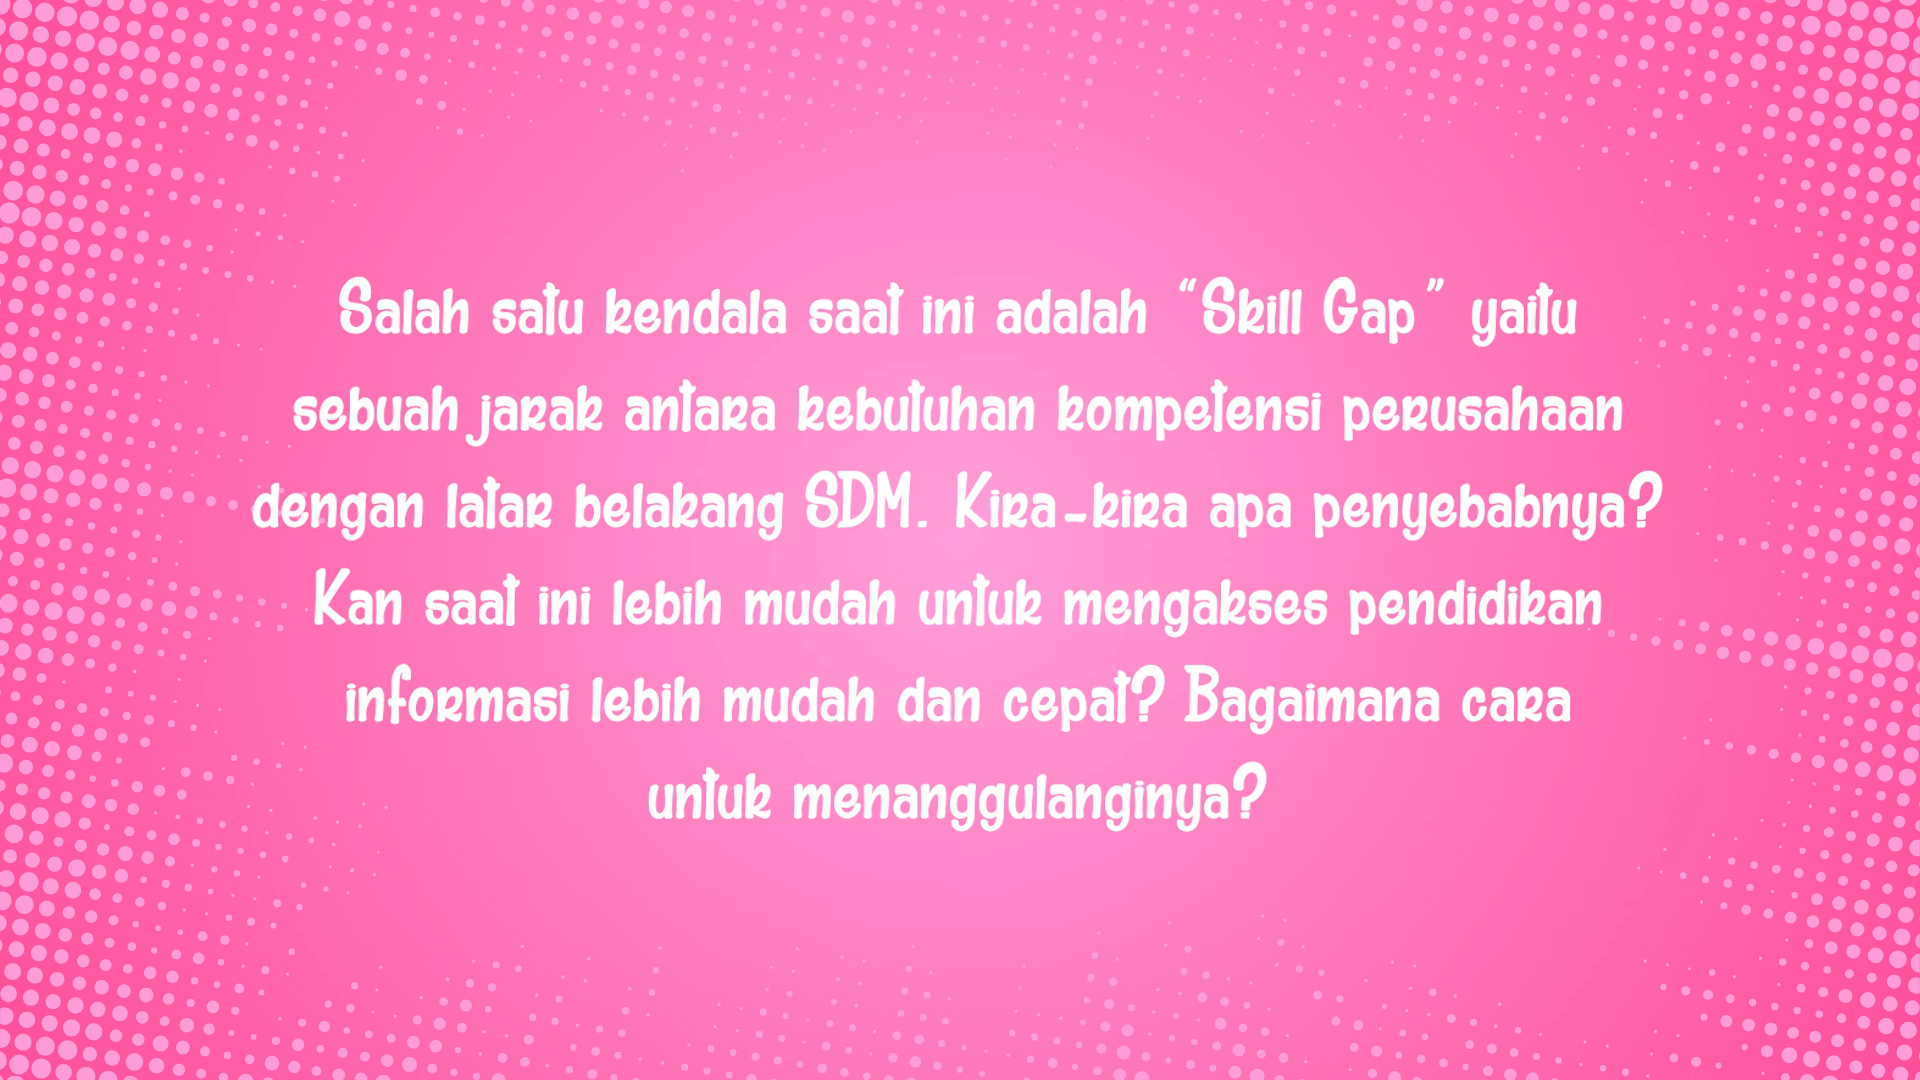 Salah satu kendala saat ini adalah “Skill Gap” yaitu
sebuah jarak antara kebutuhan kompetensi perusahaan
dengan latar belakang SDM. Kira-kira apa penyebabnya?
Kan saat ini lebih mudah untuk mengakses pendidikan
informasi lebih mudah dan cepat? Bagaimana cara
untuk menanggulanginya?